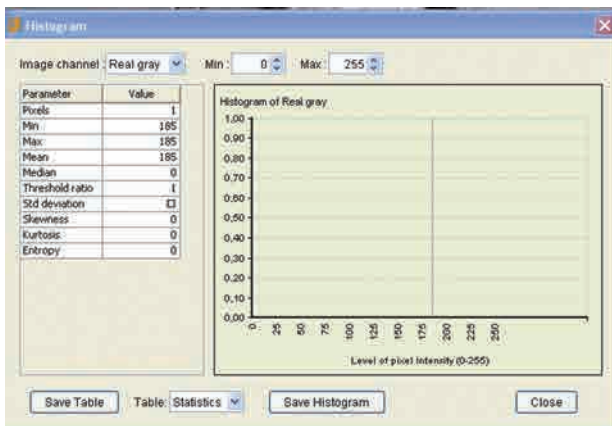 Histogram
Image channel : Real gray Min : 0 Max : 255
Parameter Value
Pixels 1
Min 185
Max 185
Mean 185
Median 0
Threshold ratio 1
Std deviation
Skewness 0
Kurtosis 0
Entropy 0
Histogram of Real gray
1,00
0,90
0,80
0,70
0,60
0,50
0,40
0,30
0,20
0,10
0,00
0 25 50 75 100 125 150 175 200 225 250
Level of pixel intensity (0-255)
Save Table Table: Statistics Save Histogram Close